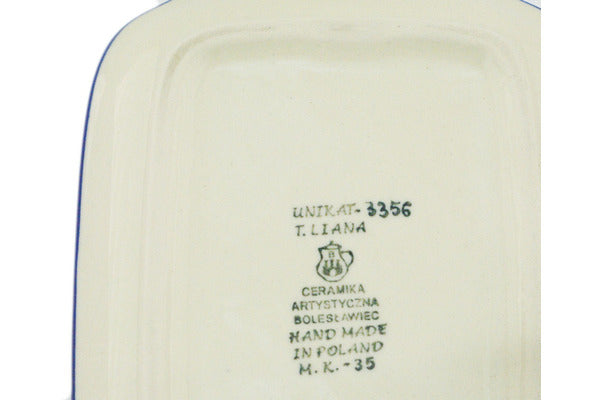 UNIKAT-3356
T. LIANA
B
CERAMIKA
ARTYSTYCZNA
BOLESŁAWIEC
HAND MADE
IN POLAND
M.K.-35